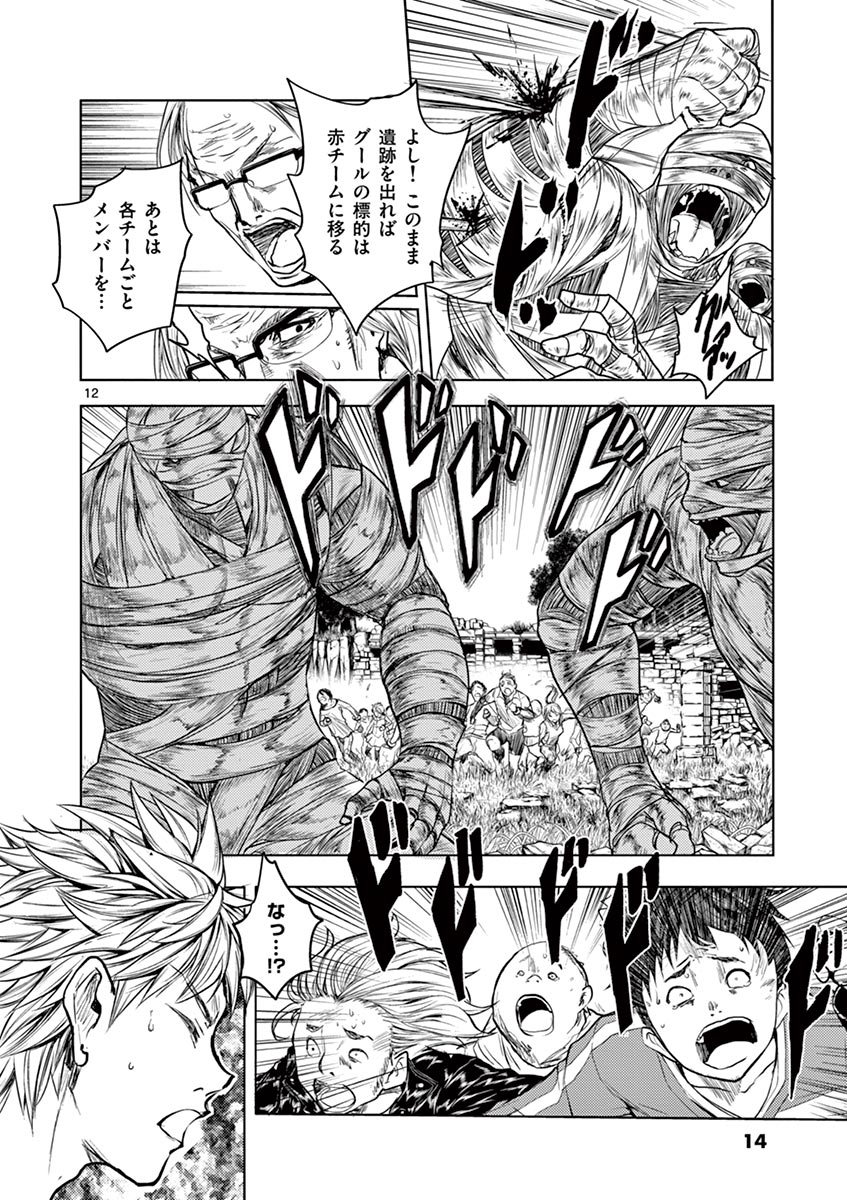 ドドド
グアアッ
よし！このまま
遺跡を出れば
グールの標的は
赤チームに移る
あとは
各チームごと
メンバーを…
12
ドドドドド
ドドドドド
なっ…!?
14